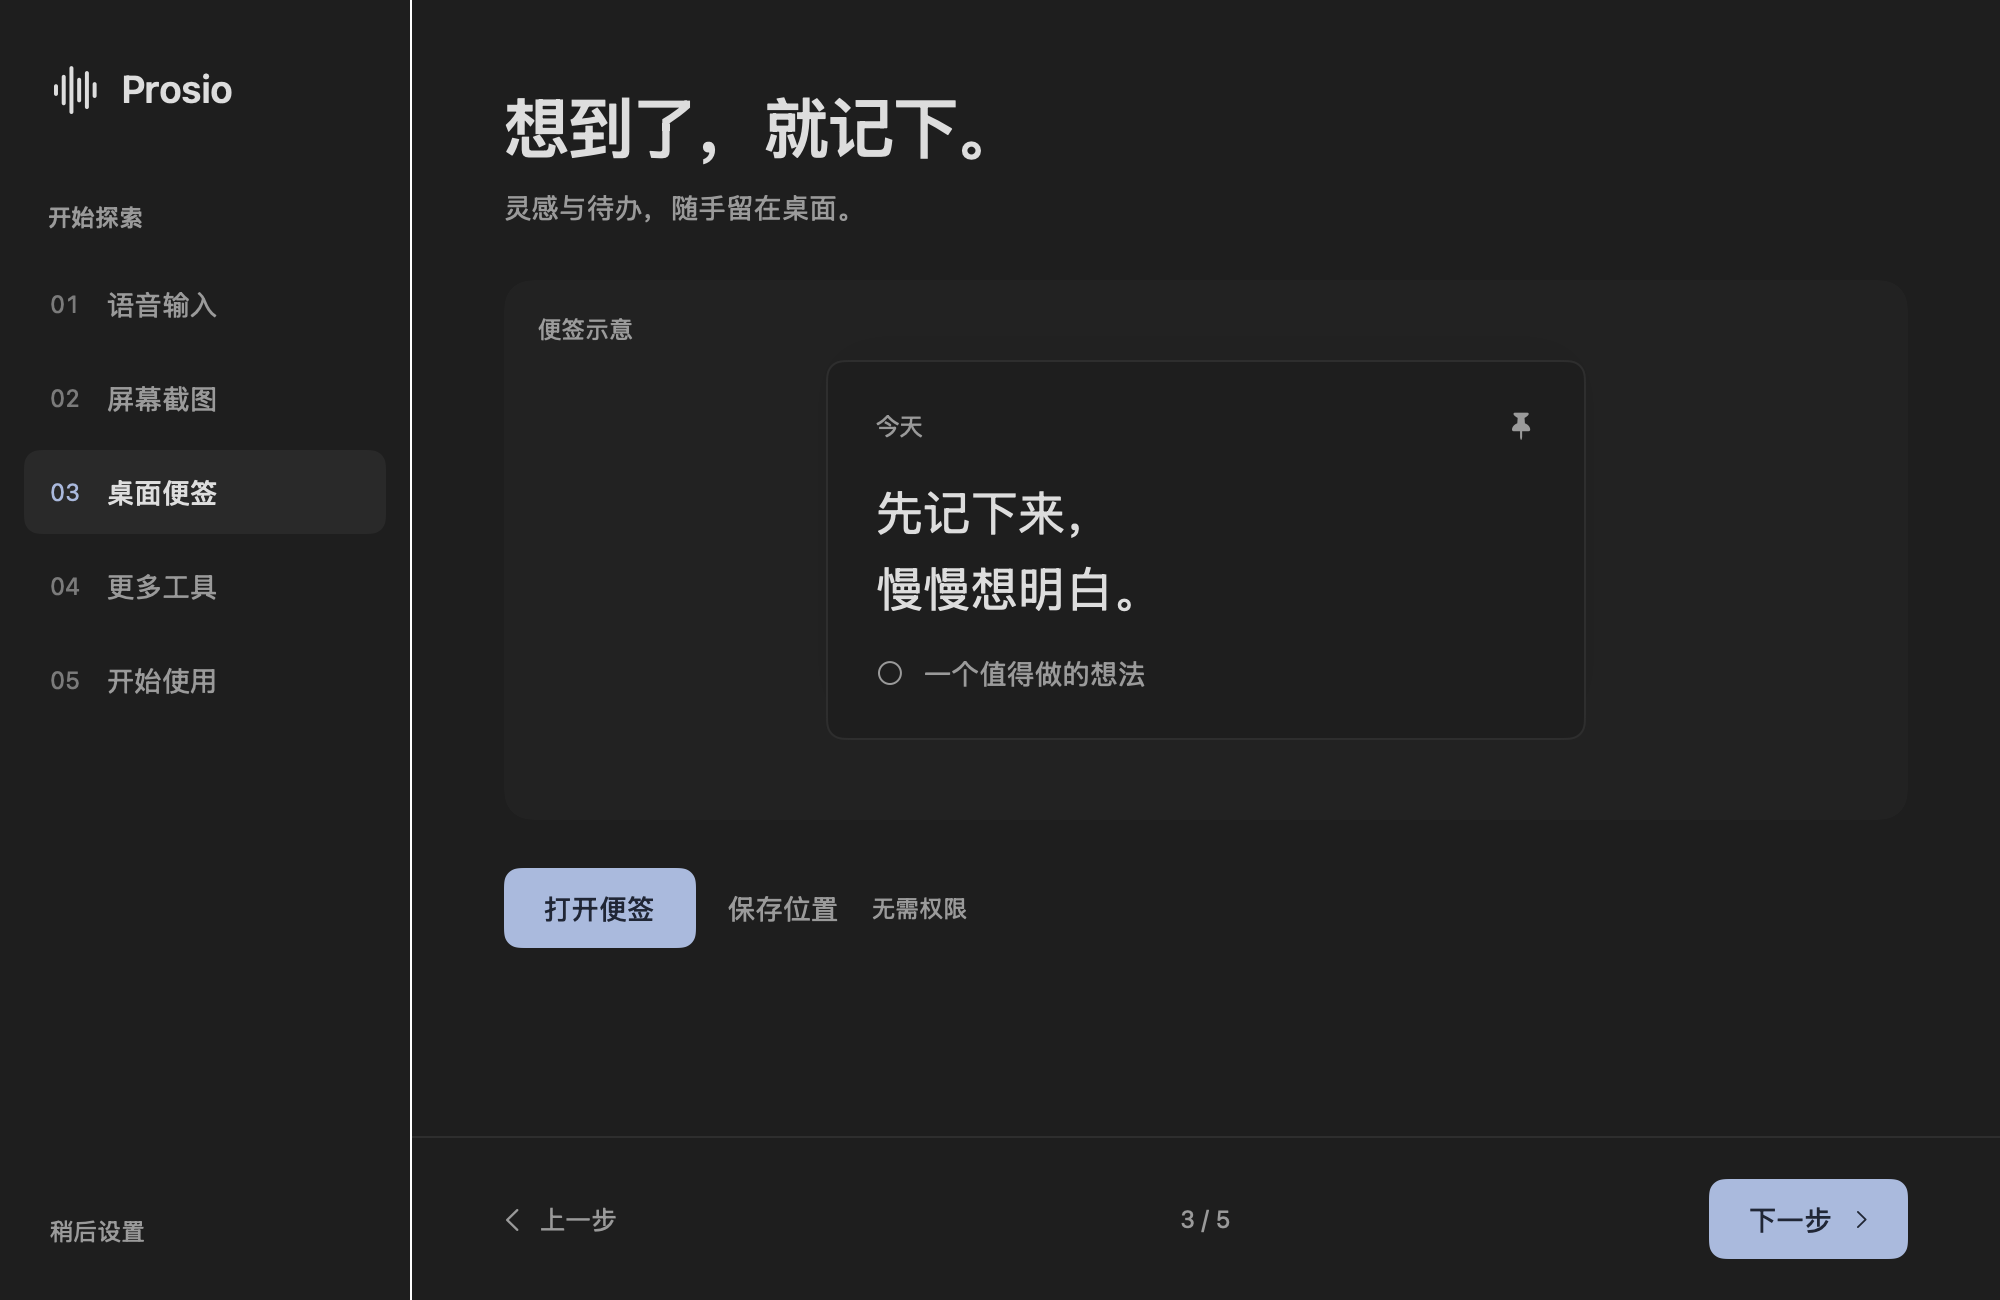 Prosio
开始探索
01 语音输入
02 屏幕截图
03 桌面便签
04 更多工具
05 开始使用
稍后设置
想到了，就记下。
灵感与待办，随手留在桌面。
便签示意
今天
先记下来，
慢慢想明白。
一个值得做的想法
打开便签 保存位置 无需权限
上一步 3 / 5 下一步